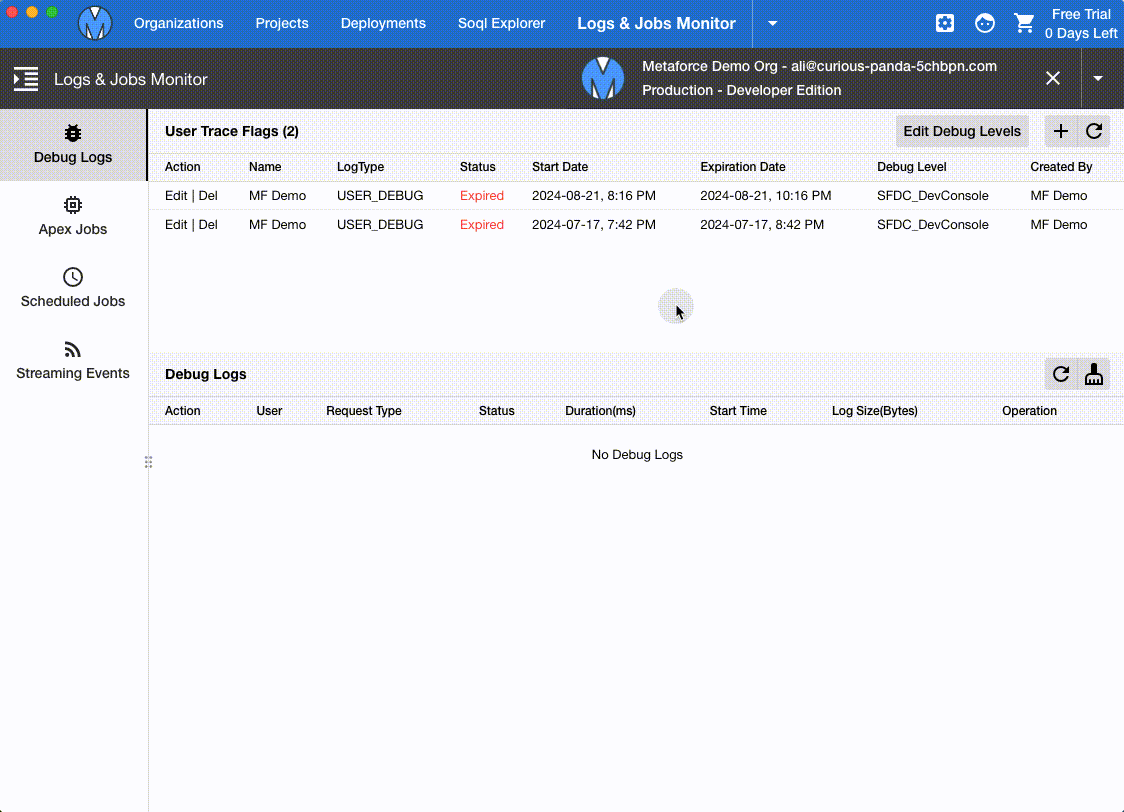 Organizations Projects Deployments Soql Explorer Logs & Jobs Monitor Free Trial
0 Days Left
Logs & Jobs Monitor Metaforce Demo Org - ali@curious-panda-5chbpn.com
Production - Developer Edition
Debug Logs
Apex Jobs
Scheduled Jobs
Streaming Events
User Trace Flags (2) Edit Debug Levels
Action Name LogType Status Start Date Expiration Date Debug Level Created By
Edit | Del MF Demo USER_DEBUG Expired 2024-08-21, 8:16 PM 2024-08-21, 10:16 PM SFDC_DevConsole MF Demo
Edit | Del MF Demo USER_DEBUG Expired 2024-07-17, 7:42 PM 2024-07-17, 8:42 PM SFDC_DevConsole MF Demo
Debug Logs
Action User Request Type Status Duration(ms) Start Time Log Size(Bytes) Operation
No Debug Logs